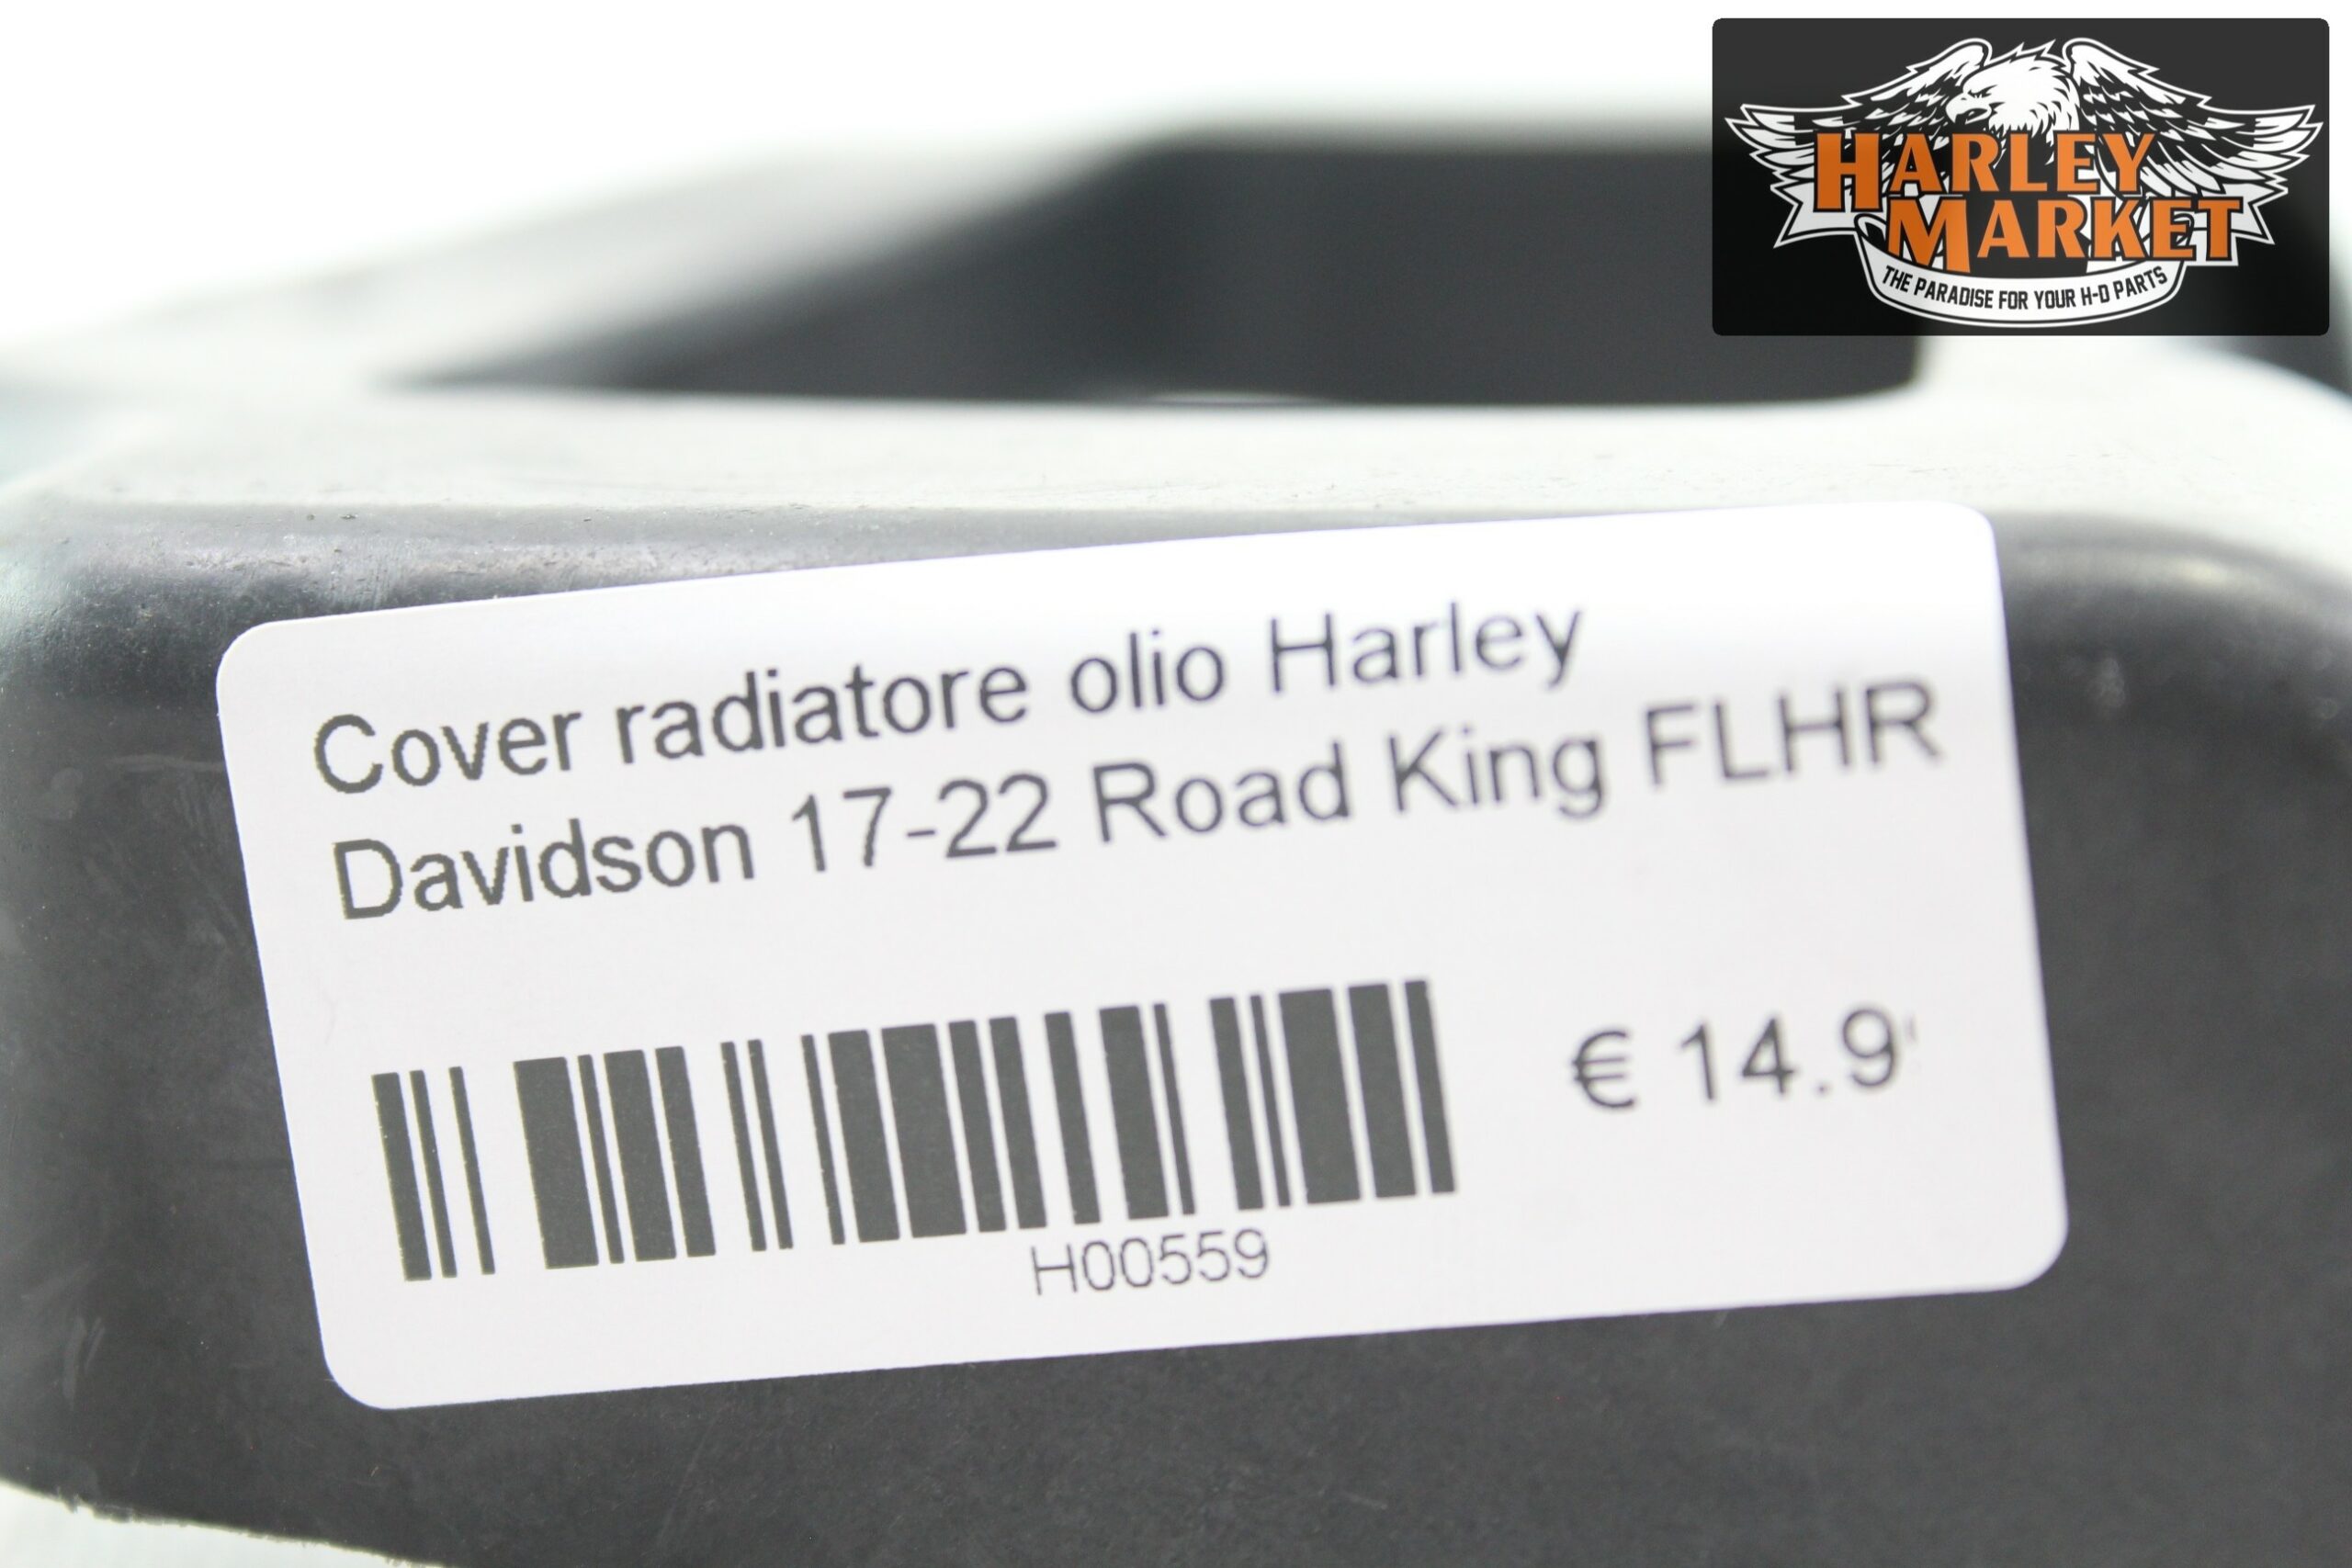 HARLEY
MARKET
THE PARADISE FOR YOUR H-D PARTS
Cover radiatore olio Harley
Davidson 17-22 Road King FLHR
€ 14.9
H00559